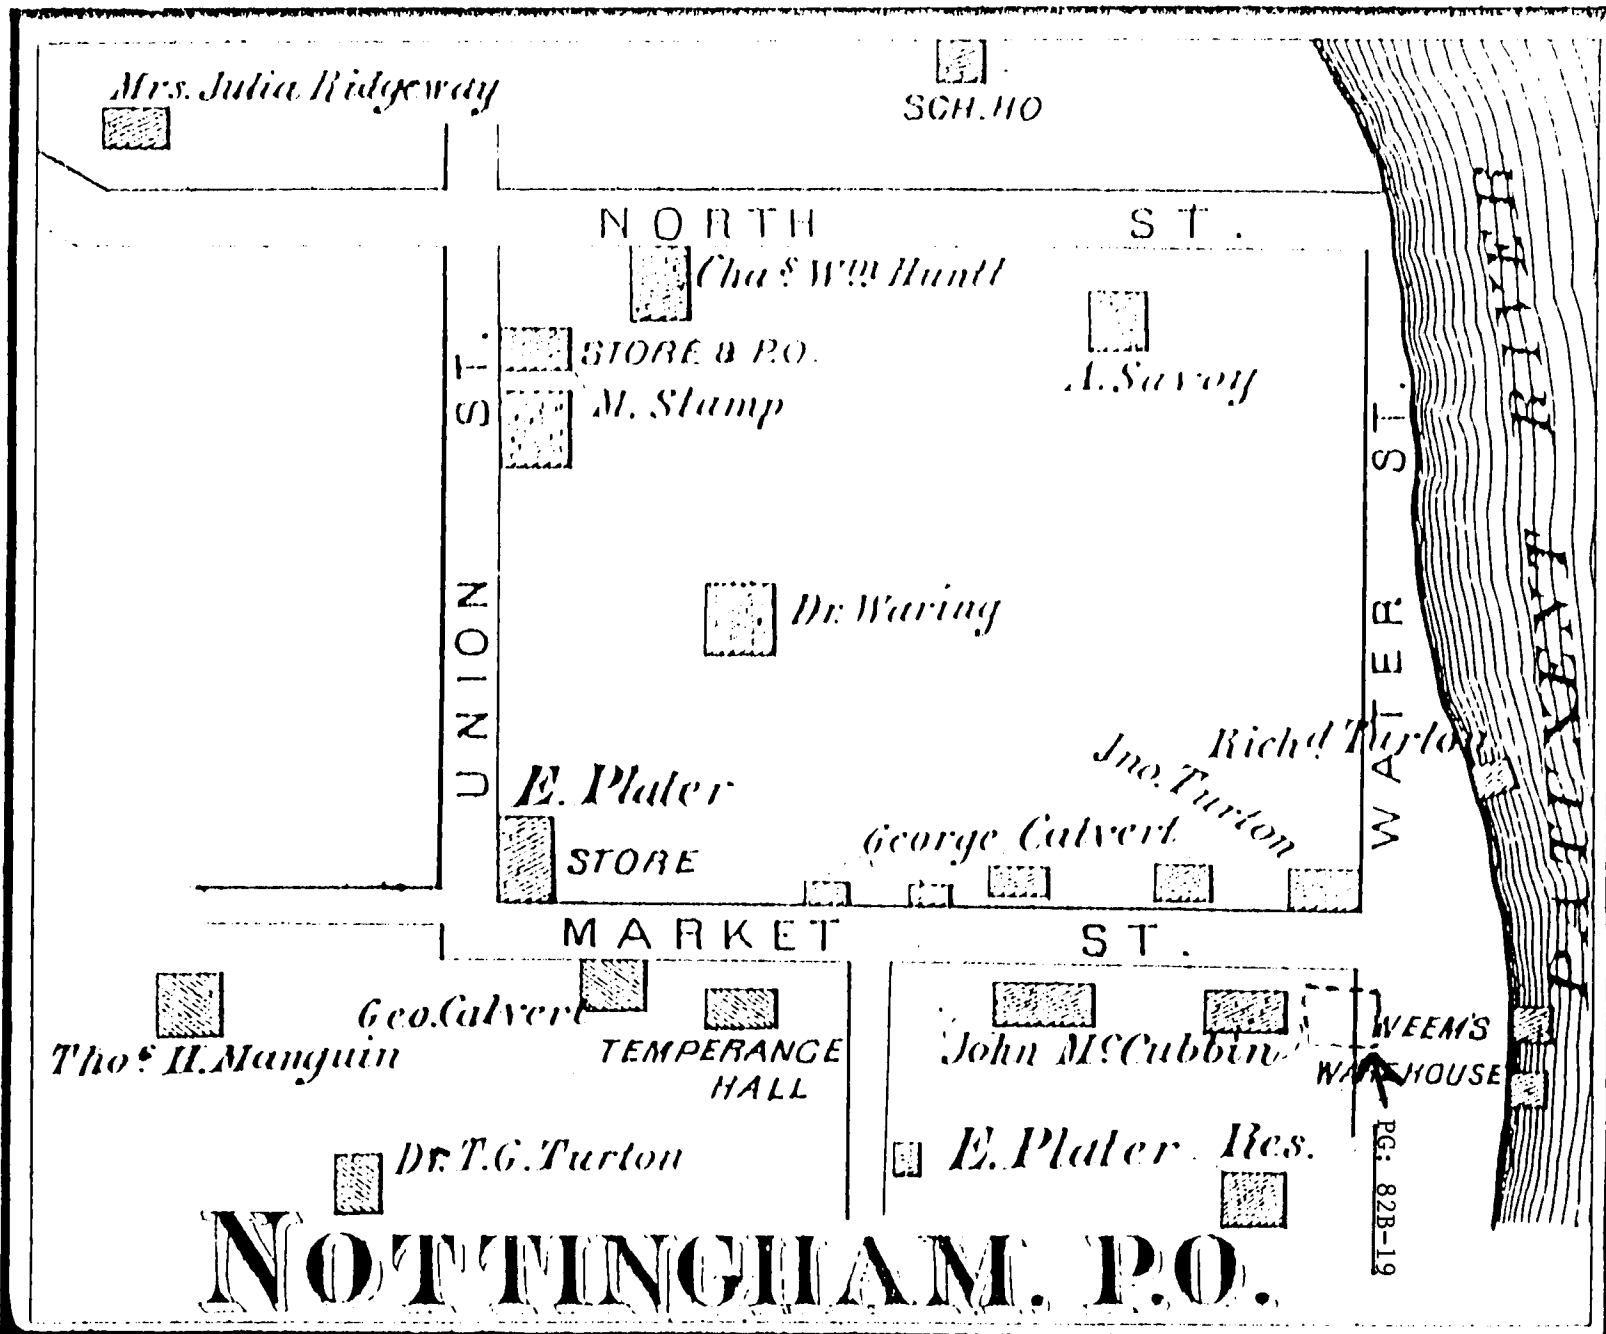 Mrs. Julia Ridgeway
SCH. HO
NORTH ST.
Chas. Wm Huntt
STORE & P.O.
M. Stamp
A. Savoy
UNION ST.
WATER ST.
PATUXENT RIVER
Dr. Waring
Richd Turton
Jno. Turton
E. Plater
STORE
George Calvert
MARKET ST.
Geo. Calvert
Thos. H. Manguin
TEMPERANCE
HALL
John McCubbin
WEEM'S
WAREHOUSE
Dr. T.G. Turton
E. Plater Res.
PG: 82B-19
NOTTINGHAM. P.O.